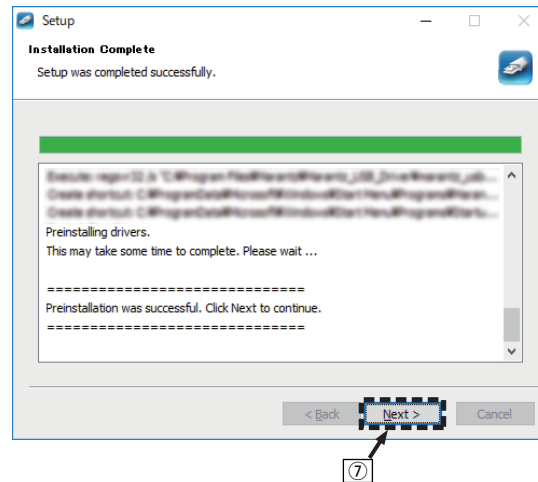 Setup
Installation Complete
Setup was completed successfully.
Preinstalling drivers.
This may take some time to complete. Please wait ...
==============================
Preinstallation was successful. Click Next to continue.
==============================
< Back Next > Cancel
⑦